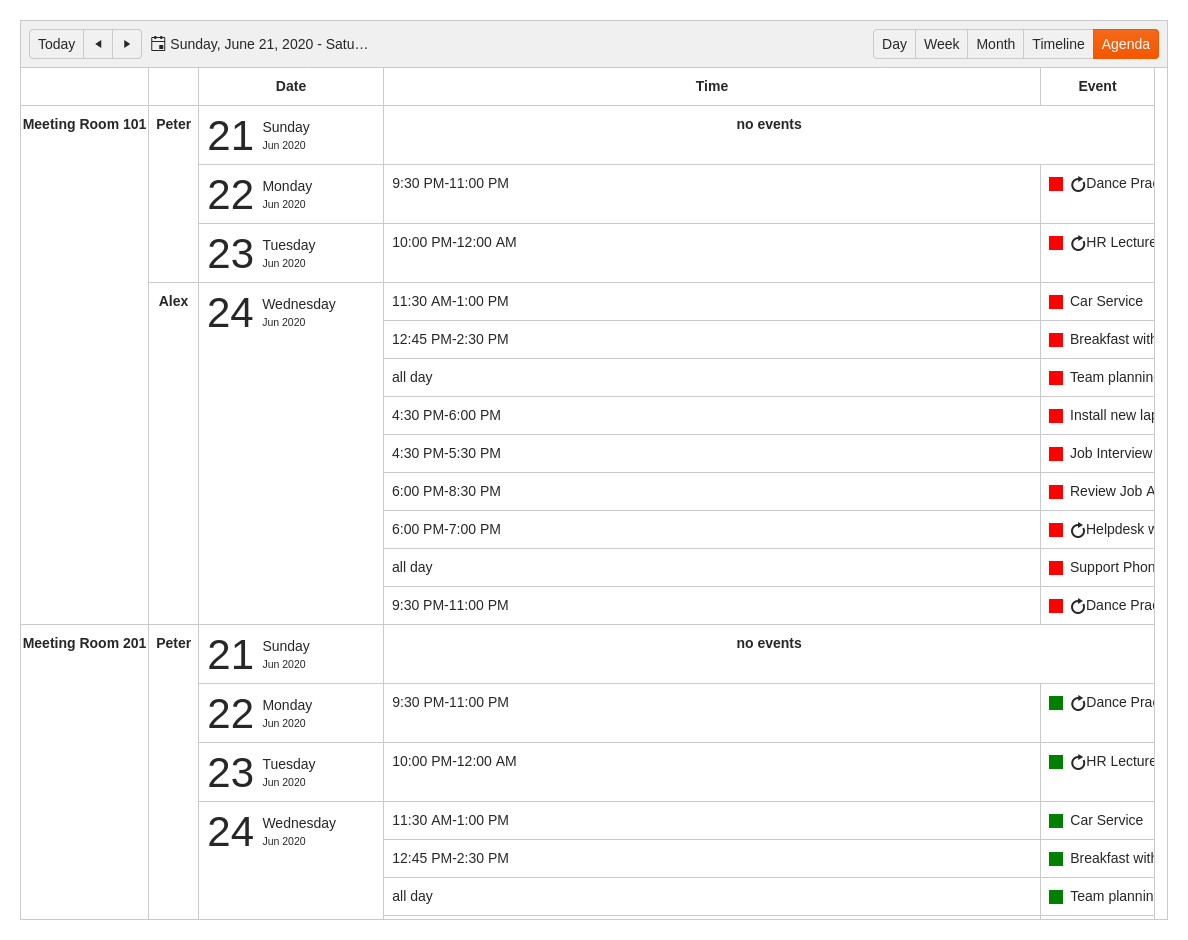 Today Sunday, June 21, 2020 - Satu… Day Week Month Timeline Agenda
Date Time Event
Meeting Room 101 Peter 21 Sunday Jun 2020 no events
22 Monday Jun 2020 9:30 PM-11:00 PM Dance Prac
23 Tuesday Jun 2020 10:00 PM-12:00 AM HR Lecture
Alex 24 Wednesday Jun 2020 11:30 AM-1:00 PM Car Service
12:45 PM-2:30 PM Breakfast with
all day Team plannin
4:30 PM-6:00 PM Install new lap
4:30 PM-5:30 PM Job Interview
6:00 PM-8:30 PM Review Job A
6:00 PM-7:00 PM Helpdesk w
all day Support Phon
9:30 PM-11:00 PM Dance Prac
Meeting Room 201 Peter 21 Sunday Jun 2020 no events
22 Monday Jun 2020 9:30 PM-11:00 PM Dance Prac
23 Tuesday Jun 2020 10:00 PM-12:00 AM HR Lecture
24 Wednesday Jun 2020 11:30 AM-1:00 PM Car Service
12:45 PM-2:30 PM Breakfast with
all day Team plannin